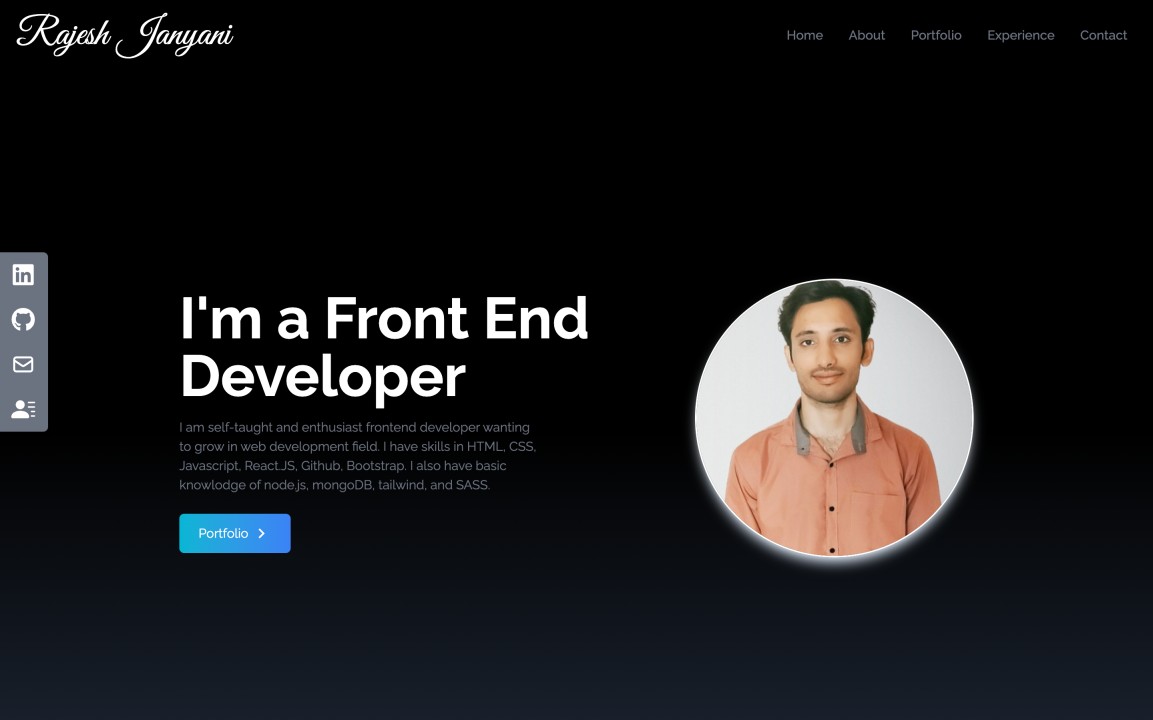 Rajesh Janyani
Home About Portfolio Experience Contact
I'm a Front End
Developer
I am self-taught and enthusiast frontend developer wanting
to grow in web development field. I have skills in HTML, CSS,
Javascript, React.JS, Github, Bootstrap. I also have basic
knowlodge of node.js, mongoDB, tailwind, and SASS.
Portfolio